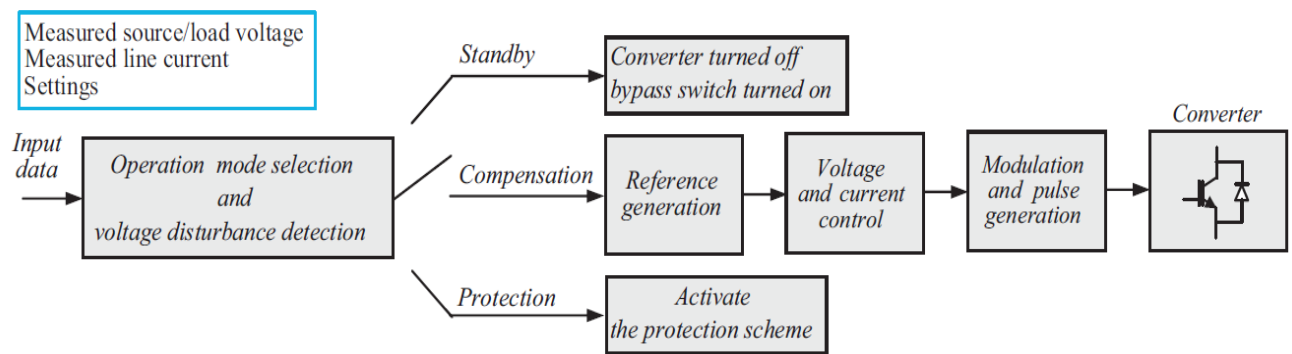 Measured source/load voltage
Measured line current
Settings
Input
data
Operation mode selection
and
voltage disturbance detection
Standby
Converter turned off
bypass switch turned on
Compensation
Reference
generation
Voltage
and current
control
Modulation
and pulse
generation
Converter
Protection
Activate
the protection scheme